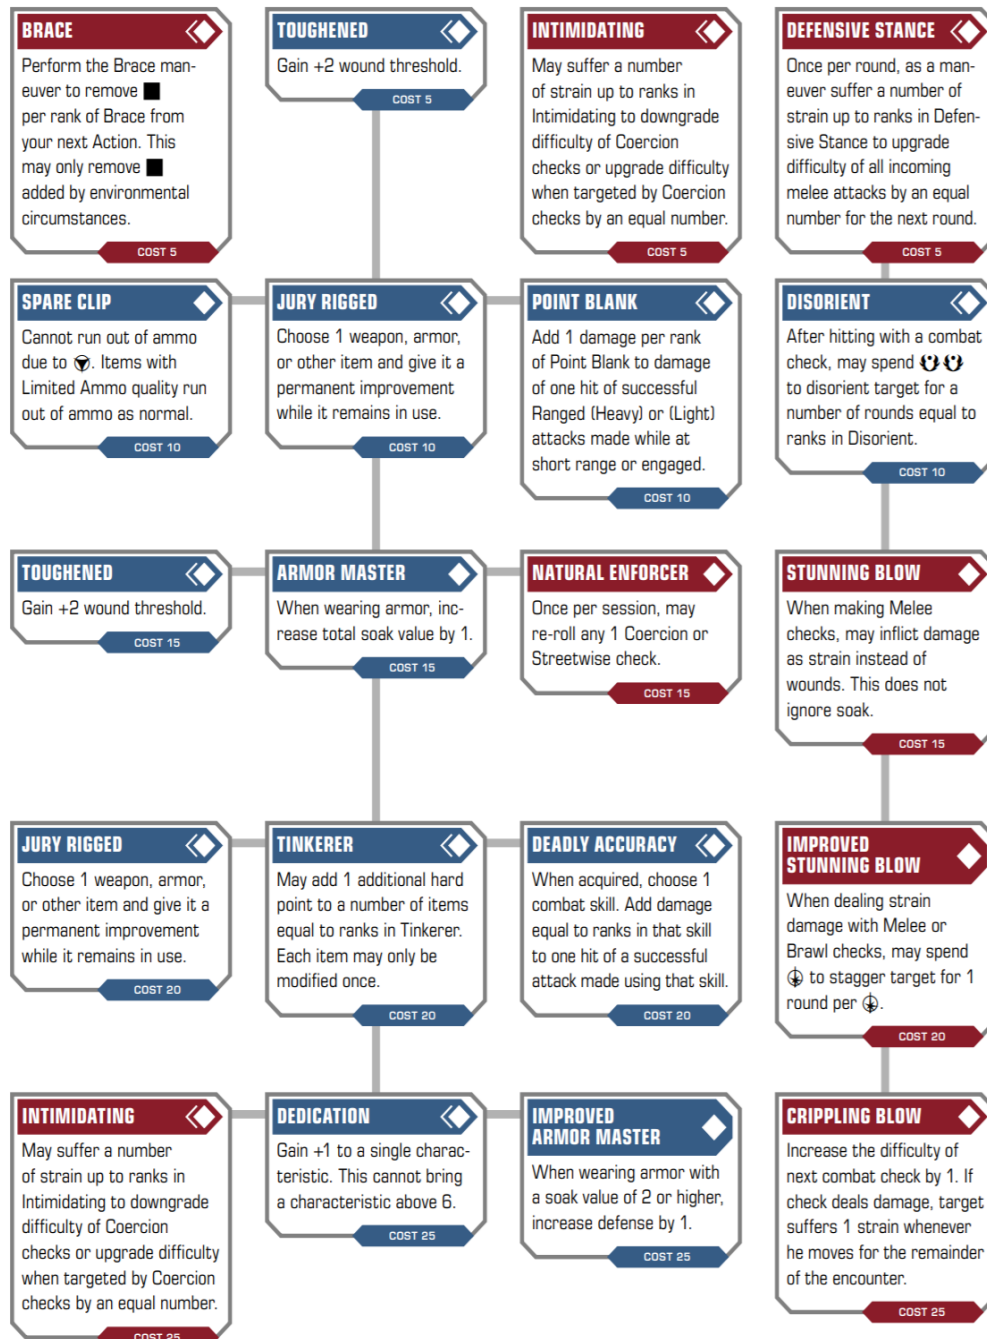 BRACE
Perform the Brace man-
euver to remove
per rank of Brace from
your next Action. This
may only remove
added by environmental
circumstances.
COST 5
TOUGHENED
Gain +2 wound threshold.
COST 5
INTIMIDATING
May suffer a number
of strain up to ranks in
Intimidating to downgrade
difficulty of Coercion
checks or upgrade difficulty
when targeted by Coercion
checks by an equal number.
COST 5
DEFENSIVE STANCE
Once per round, as a man-
euver suffer a number of
strain up to ranks in Defen-
sive Stance to upgrade
difficulty of all incoming
melee attacks by an equal
number for the next round.
COST 5
SPARE CLIP
Cannot run out of ammo
due to . Items with
Limited Ammo quality run
out of ammo as normal.
COST 10
JURY RIGGED
Choose 1 weapon, armor,
or other item and give it a
permanent improvement
while it remains in use.
COST 10
POINT BLANK
Add 1 damage per rank
of Point Blank to damage
of one hit of successful
Ranged (Heavy) or (Light)
attacks made while at
short range or engaged.
COST 10
DISORIENT
After hitting with a combat
check, may spend
to disorient target for a
number of rounds equal to
ranks in Disorient.
COST 10
TOUGHENED
Gain +2 wound threshold.
COST 15
ARMOR MASTER
When wearing armor, inc-
rease total soak value by 1.
COST 15
NATURAL ENFORCER
Once per session, may
re-roll any 1 Coercion or
Streetwise check.
COST 15
STUNNING BLOW
When making Melee
checks, may inflict damage
as strain instead of
wounds. This does not
ignore soak.
COST 15
JURY RIGGED
Choose 1 weapon, armor,
or other item and give it a
permanent improvement
while it remains in use.
COST 20
TINKERER
May add 1 additional hard
point to a number of items
equal to ranks in Tinkerer.
Each item may only be
modified once.
COST 20
DEADLY ACCURACY
When acquired, choose 1
combat skill. Add damage
equal to ranks in that skill
to one hit of a successful
attack made using that skill.
COST 20
IMPROVED
STUNNING BLOW
When dealing strain
damage with Melee or
Brawl checks, may spend
to stagger target for 1
round per .
COST 20
INTIMIDATING
May suffer a number
of strain up to ranks in
Intimidating to downgrade
difficulty of Coercion
checks or upgrade difficulty
when targeted by Coercion
checks by an equal number.
COST 25
DEDICATION
Gain +1 to a single charac-
teristic. This cannot bring
a characteristic above 6.
COST 25
IMPROVED
ARMOR MASTER
When wearing armor with
a soak value of 2 or higher,
increase defense by 1.
COST 25
CRIPPLING BLOW
Increase the difficulty of
next combat check by 1. If
check deals damage, target
suffers 1 strain whenever
he moves for the remainder
of the encounter.
COST 25